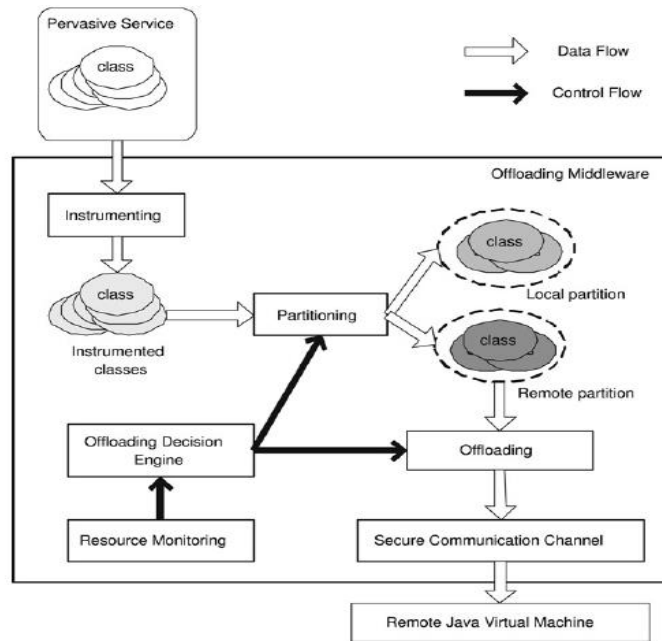 Pervasive Service
class
Data Flow
Control Flow
Offloading Middleware
Instrumenting
class
Instrumented
classes
Partitioning
class
Local partition
class
Remote partition
Offloading Decision
Engine
Offloading
Resource Monitoring
Secure Communication Channel
Remote Java Virtual Machine